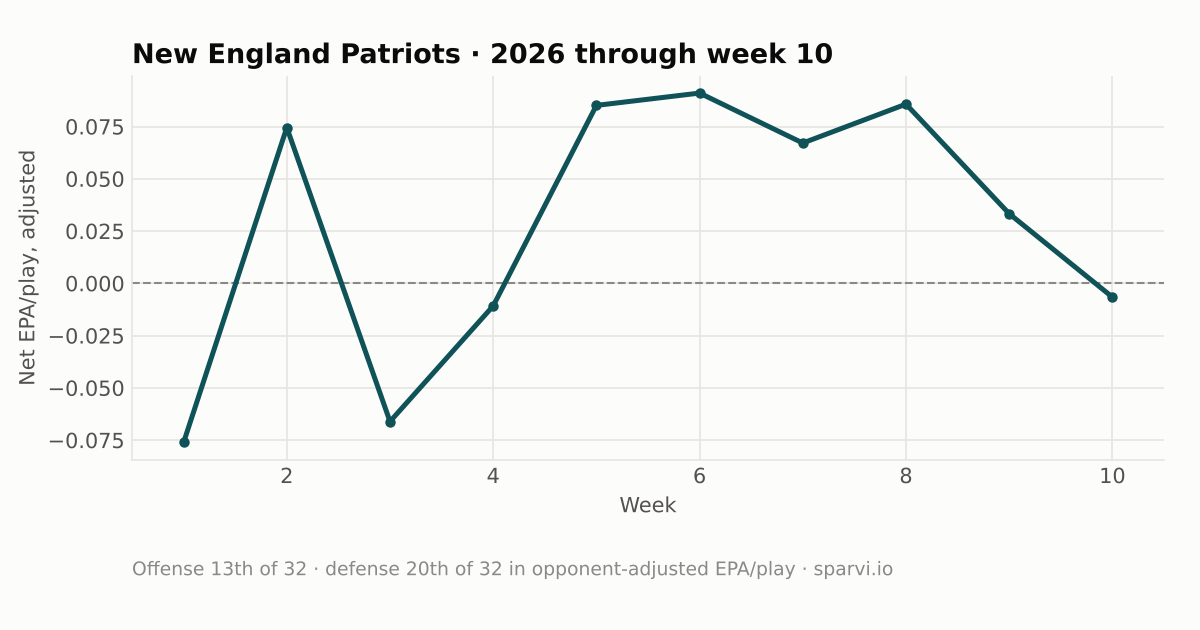 New England Patriots · 2026 through week 10
Net EPA/play, adjusted
0.075
0.050
0.025
0.000
−0.025
−0.050
−0.075
2 4 6 8 10
Week
Offense 13th of 32 · defense 20th of 32 in opponent-adjusted EPA/play · sparvi.io